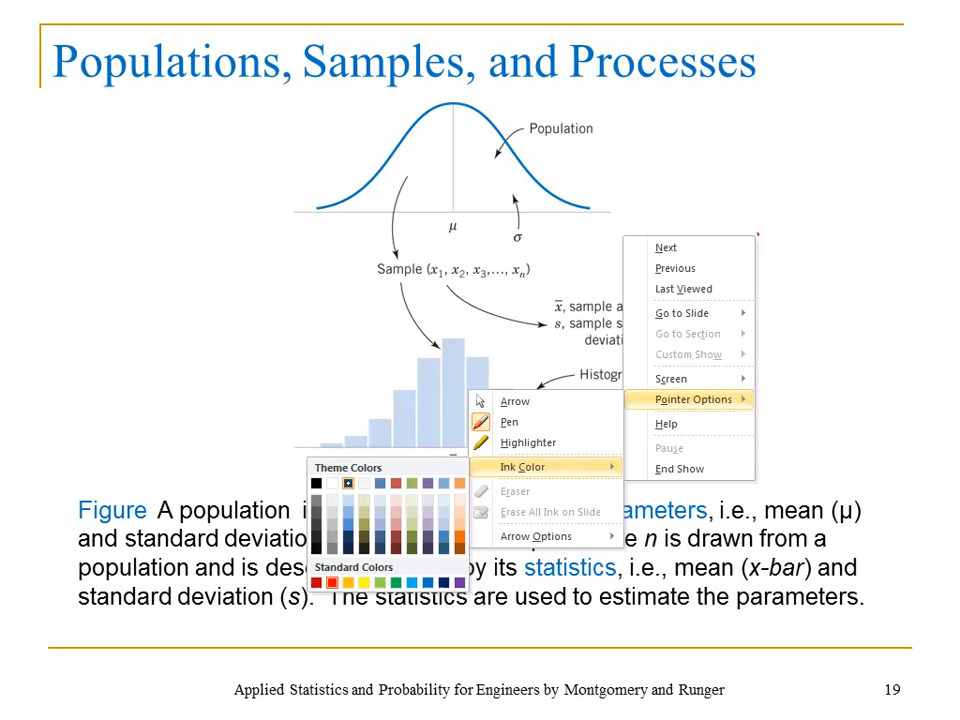 Populations, Samples, and Processes
Population
μ
σ
Sample (x1, x2, x3,..., xn)
x̅, sample a
s, sample s
deviati
Histogr
Next
Previous
Last Viewed
Go to Slide
Go to Section
Custom Show
Screen
Pointer Options
Help
Pause
End Show
Arrow
Pen
Highlighter
Ink Color
Eraser
Erase All Ink on Slide
Arrow Options
Theme Colors
Standard Colors
Figure A population i ameters, i.e., mean (μ)
and standard deviatio e n is drawn from a
population and is des by its statistics, i.e., mean (x-bar) and
standard deviation (s). The statistics are used to estimate the parameters.
Applied Statistics and Probability for Engineers by Montgomery and Runger
19